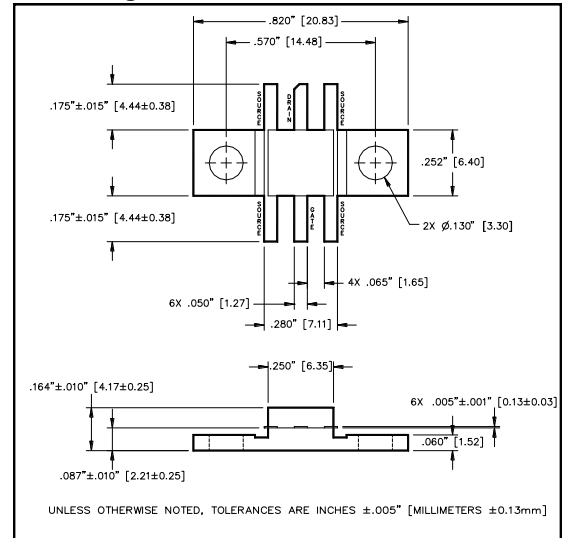 .820" [20.83]
.570" [14.48]
.175"±.015" [4.44±0.38]
SOURCE
DRAIN
SOURCE
.252" [6.40]
.175"±.015" [4.44±0.38]
SOURCE
GATE
SOURCE
2X Ø.130" [3.30]
4X .065" [1.65]
6X .050" [1.27]
.280" [7.11]
.250" [6.35]
.164"±.010" [4.17±0.25]
6X .005"±.001" [0.13±0.03]
.060" [1.52]
.087"±.010" [2.21±0.25]
UNLESS OTHERWISE NOTED, TOLERANCES ARE INCHES ±.005" [MILLIMETERS ±0.13mm]